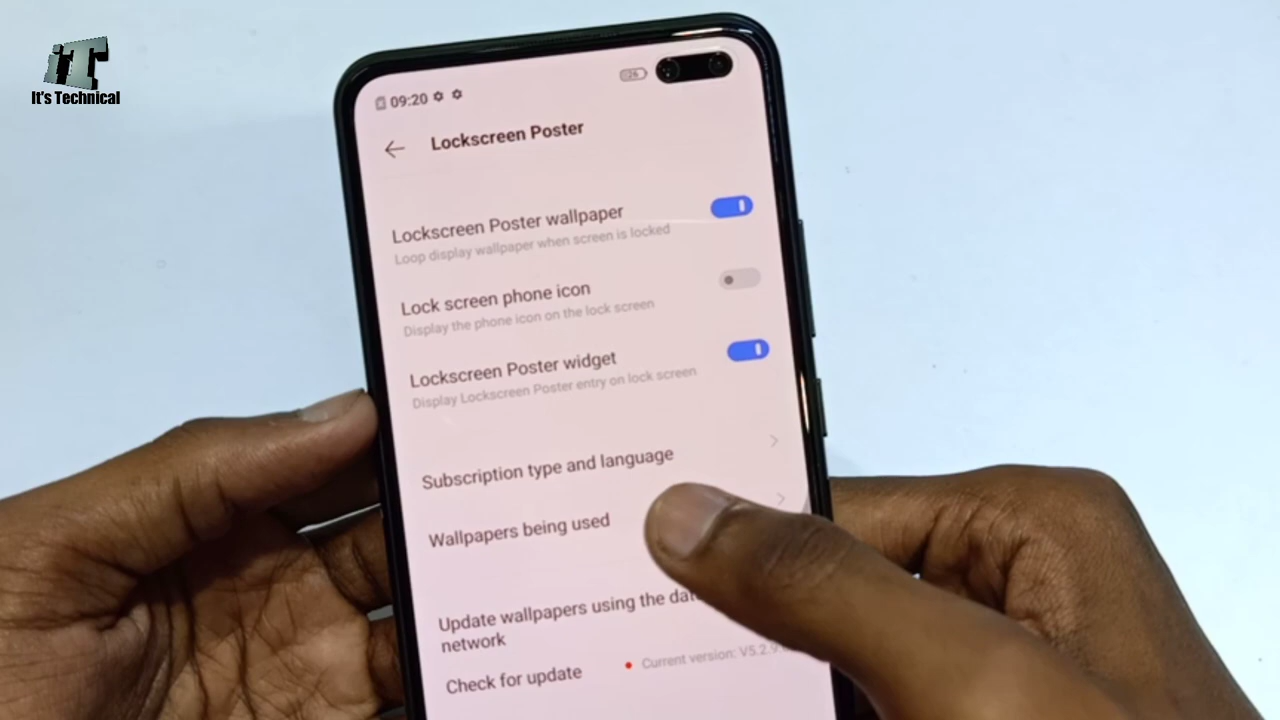 iT
It's Technical
09:20
26
Lockscreen Poster
Lockscreen Poster wallpaper
Loop display wallpaper when screen is locked
Lock screen phone icon
Display the phone icon on the lock screen
Lockscreen Poster widget
Display Lockscreen Poster entry on lock screen
Subscription type and language
Wallpapers being used
Update wallpapers using the
network
Check for update
Current version: V5.2.9